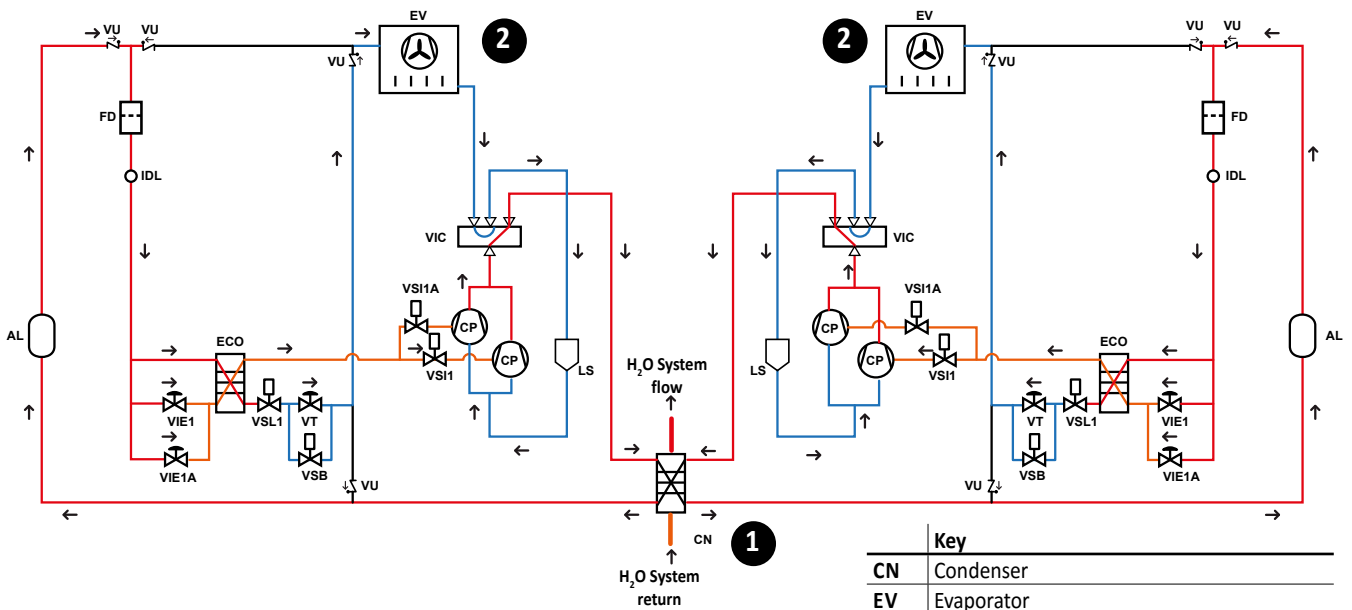 EV
2
2
EV
VU
VU
VU
VU
VU
VU
FD
FD
IDL
IDL
VIC
VIC
VSI1A
VSI1A
AL
CP
CP
ECO
VSI1
LS
H₂O System
flow
LS
CP
CP
VSI1
ECO
AL
VIE1
VSL1
VT
VT
VSL1
VIE1
VIE1A
VSB
VU
VU
VSB
VIE1A
CN
1
H₂O System
return
Key
CN Condenser
EV Evaporator